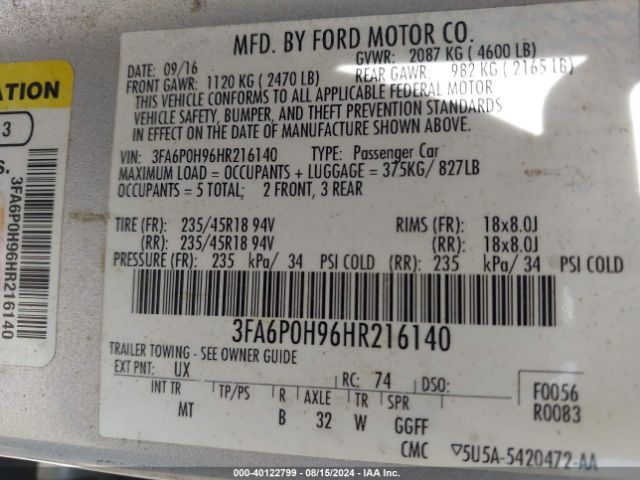 MFD. BY FORD MOTOR CO.
DATE: 09/16 GVWR: 2087 KG ( 4600 LB)
FRONT GAWR: 1120 KG ( 2470 LB) REAR GAWR: 982 KG ( 2165 LB)
THIS VEHICLE CONFORMS TO ALL APPLICABLE FEDERAL MOTOR
VEHICLE SAFETY, BUMPER, AND THEFT PREVENTION STANDARDS
IN EFFECT ON THE DATE OF MANUFACTURE SHOWN ABOVE.
VIN: 3FA6P0H96HR216140 TYPE: Passenger Car
MAXIMUM LOAD = OCCUPANTS + LUGGAGE = 375KG/ 827LB
OCCUPANTS = 5 TOTAL; 2 FRONT, 3 REAR
TIRE (FR): 235/45R18 94V RIMS (FR): 18x8.0J
(RR): 235/45R18 94V (RR): 18x8.0J
PRESSURE (FR): 235 kPa/ 34 PSI COLD (RR): 235 kPa/ 34 PSI COLD
3FA6P0H96HR216140
TRAILER TOWING - SEE OWNER GUIDE
EXT PNT: UX RC: 74 DSO: F0056
INT TR TP/PS R AXLE TR SPR R0083
MT B 32 W GGFF
CMC ▽5U5A-5420472-AA
ATION
3
S.
3FA6P0H96HR216140
000-40122799 - 08/15/2024 - IAA Inc.